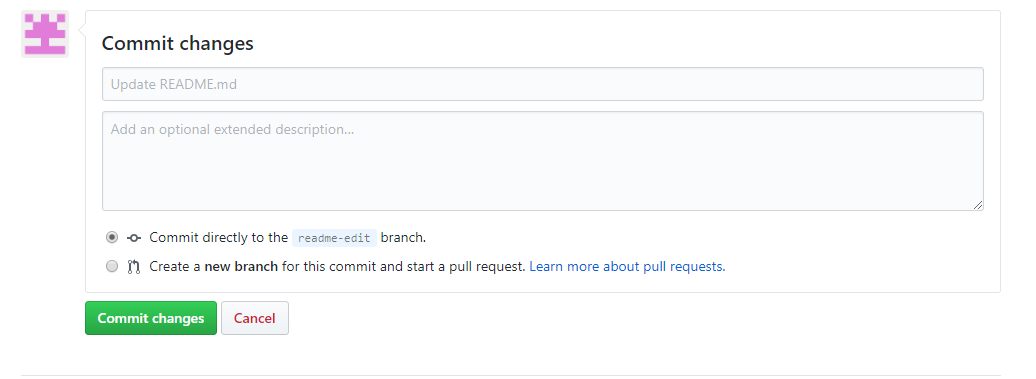 Commit changes
Update README.md
Add an optional extended description...
Commit directly to the readme-edit branch.
Create a new branch for this commit and start a pull request. Learn more about pull requests.
Commit changes Cancel